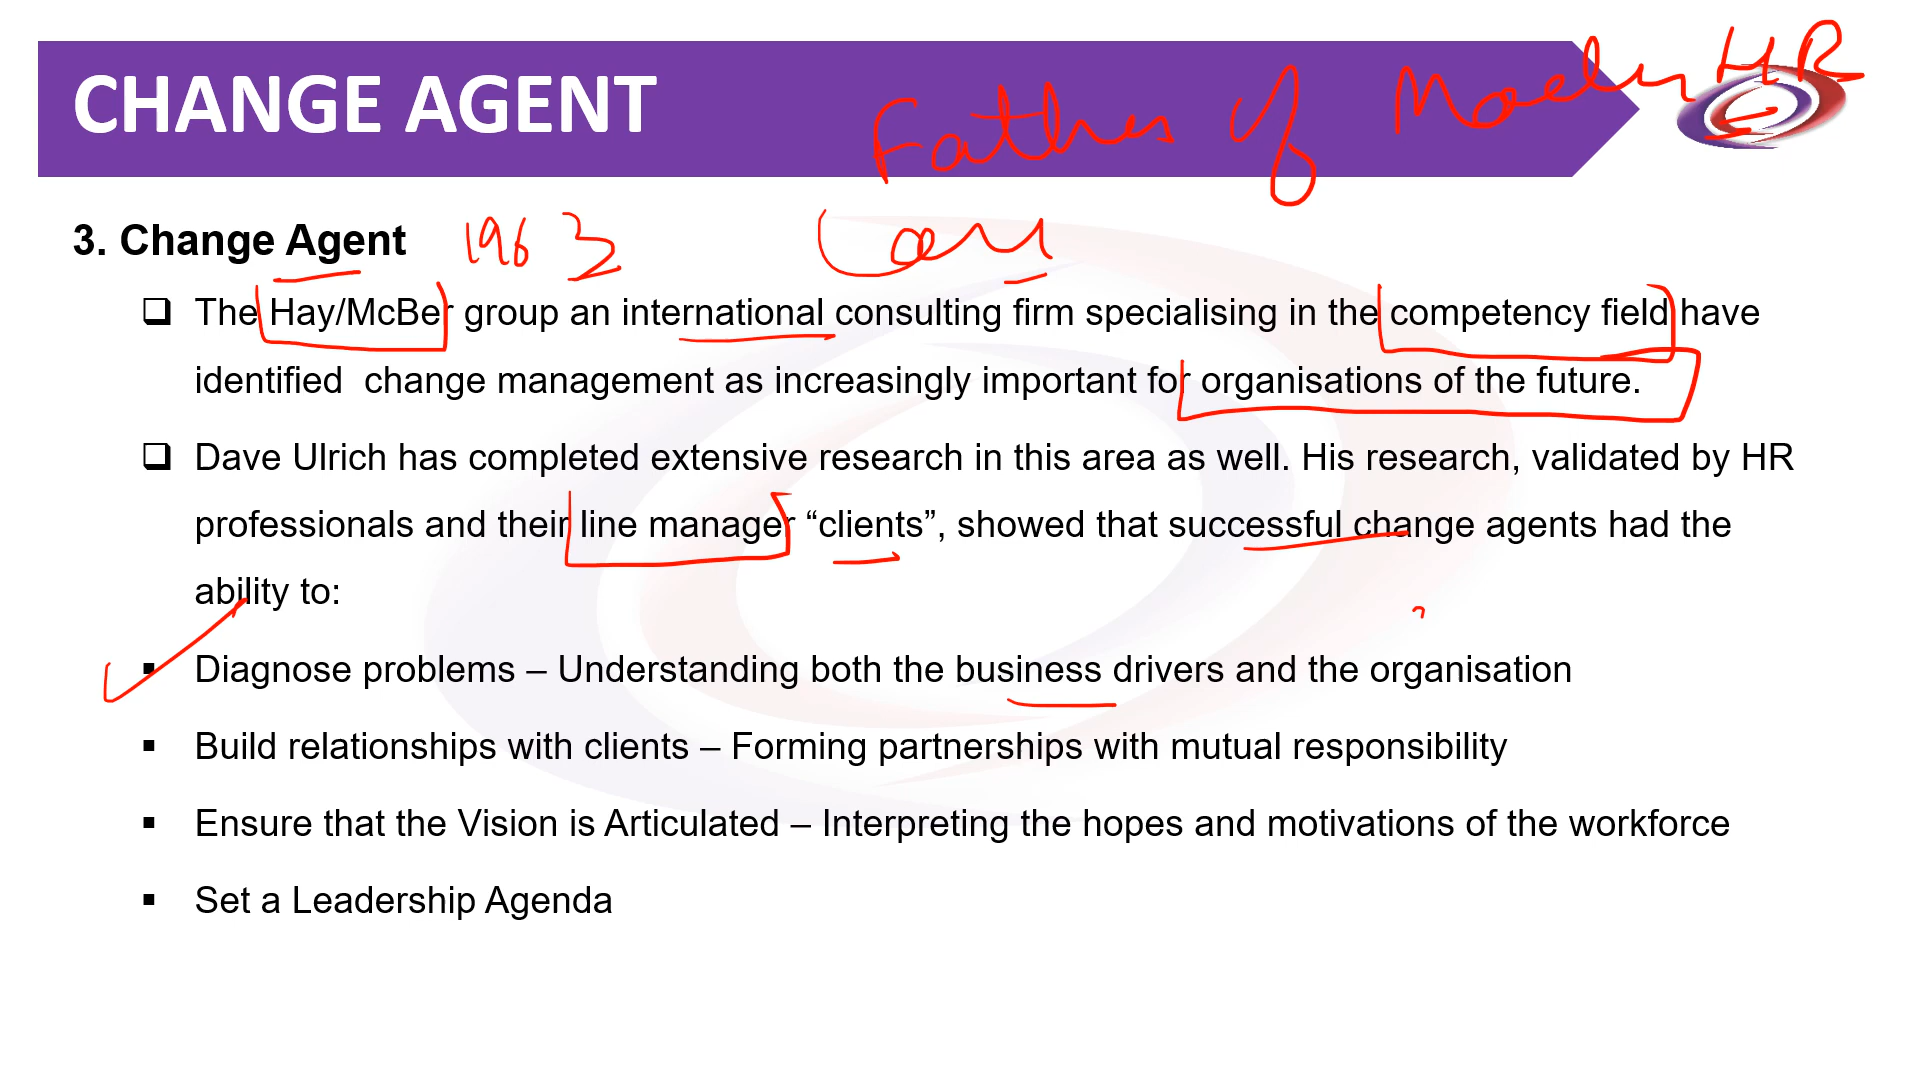 CHANGE AGENT
Father of Modern HR
3. Change Agent 1963
❑ The Hay/McBer group an international consulting firm specialising in the competency field have
identified change management as increasingly important for organisations of the future.
❑ Dave Ulrich has completed extensive research in this area as well. His research, validated by HR
professionals and their line manager “clients”, showed that successful change agents had the
ability to:
▪ Diagnose problems – Understanding both the business drivers and the organisation
▪ Build relationships with clients – Forming partnerships with mutual responsibility
▪ Ensure that the Vision is Articulated – Interpreting the hopes and motivations of the workforce
▪ Set a Leadership Agenda